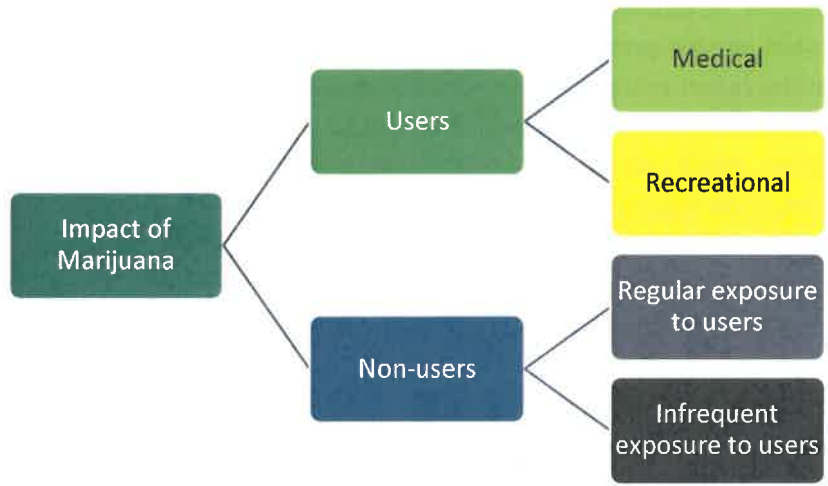 Medical
Users
Recreational
Impact of
Marijuana
Regular exposure
to users
Non-users
Infrequent
exposure to users